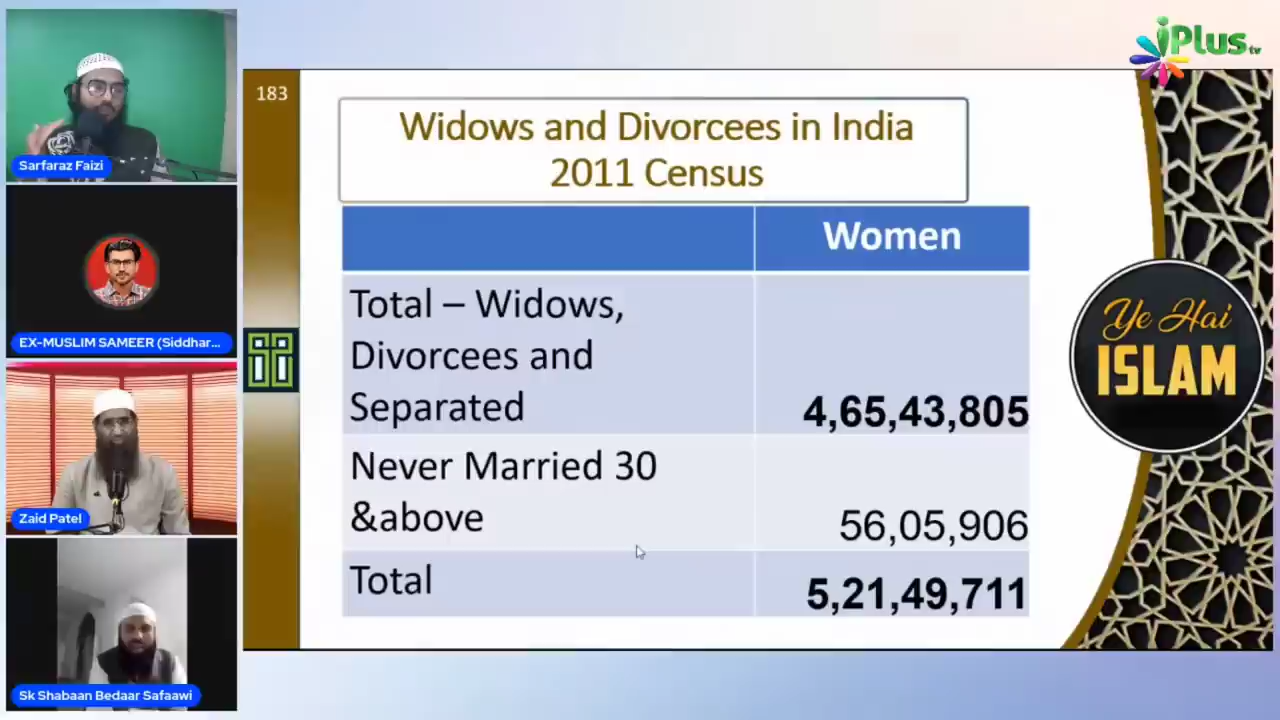 iPlus tv
183
Widows and Divorcees in India
2011 Census
Women
Total – Widows,
Divorcees and
Separated
4,65,43,805
Never Married 30
&above
56,05,906
Total
5,21,49,711
Ye Hai
ISLAM
Sarfaraz Faizi
EX-MUSLIM SAMEER (Siddhar...
Zaid Patel
Sk Shabaan Bedaar Safaawi